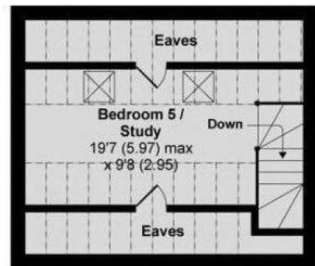 Eaves
Bedroom 5 /
Study
19'7 (5.97) max
x 9'8 (2.95)
Down
Eaves